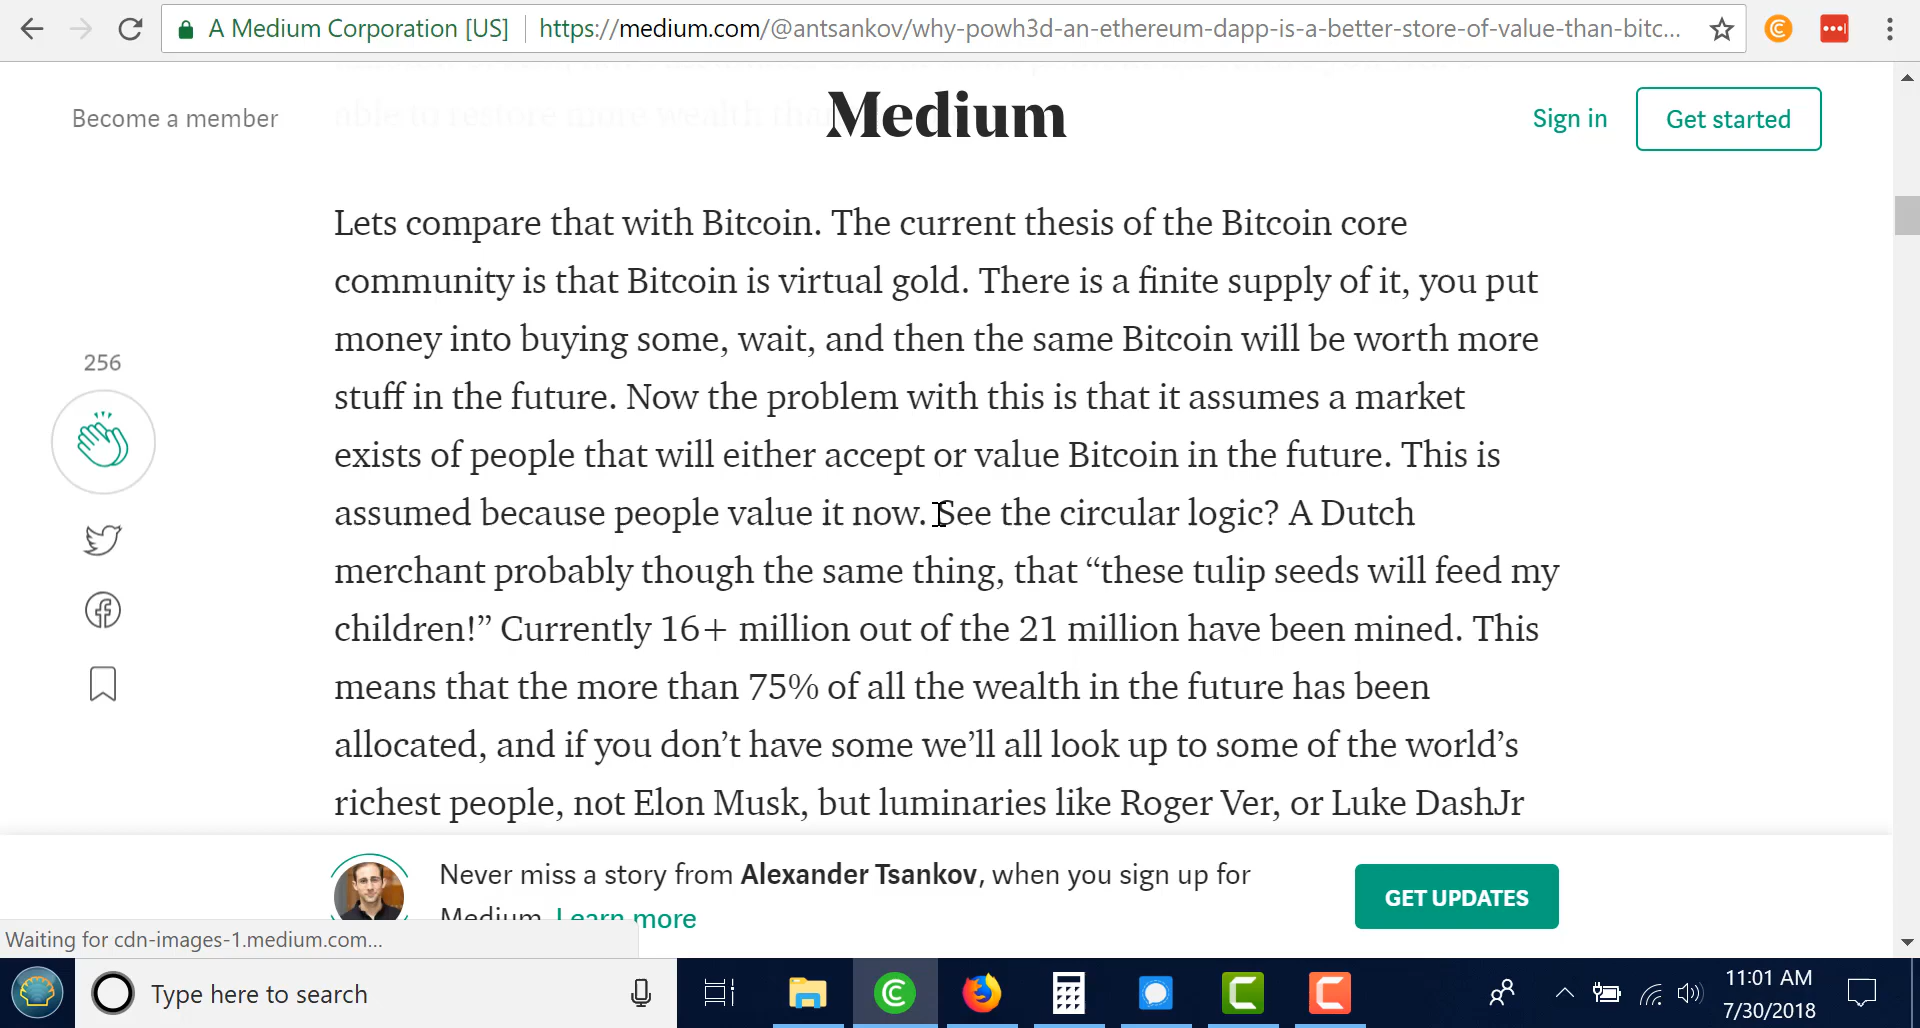 A Medium Corporation [US]
https://medium.com/@antsankov/why-powh3d-an-ethereum-dapp-is-a-better-store-of-value-than-bitc...
able to restore more wealth than
Become a member
Medium
Sign in
Get started
Lets compare that with Bitcoin. The current thesis of the Bitcoin core
community is that Bitcoin is virtual gold. There is a finite supply of it, you put
money into buying some, wait, and then the same Bitcoin will be worth more
stuff in the future. Now the problem with this is that it assumes a market
exists of people that will either accept or value Bitcoin in the future. This is
assumed because people value it now. See the circular logic? A Dutch
merchant probably though the same thing, that “these tulip seeds will feed my
children!” Currently 16+ million out of the 21 million have been mined. This
means that the more than 75% of all the wealth in the future has been
allocated, and if you don’t have some we’ll all look up to some of the world’s
richest people, not Elon Musk, but luminaries like Roger Ver, or Luke DashJr
256
Never miss a story from Alexander Tsankov, when you sign up for
Medium. Learn more
GET UPDATES
Waiting for cdn-images-1.medium.com...
Type here to search
11:01 AM
7/30/2018